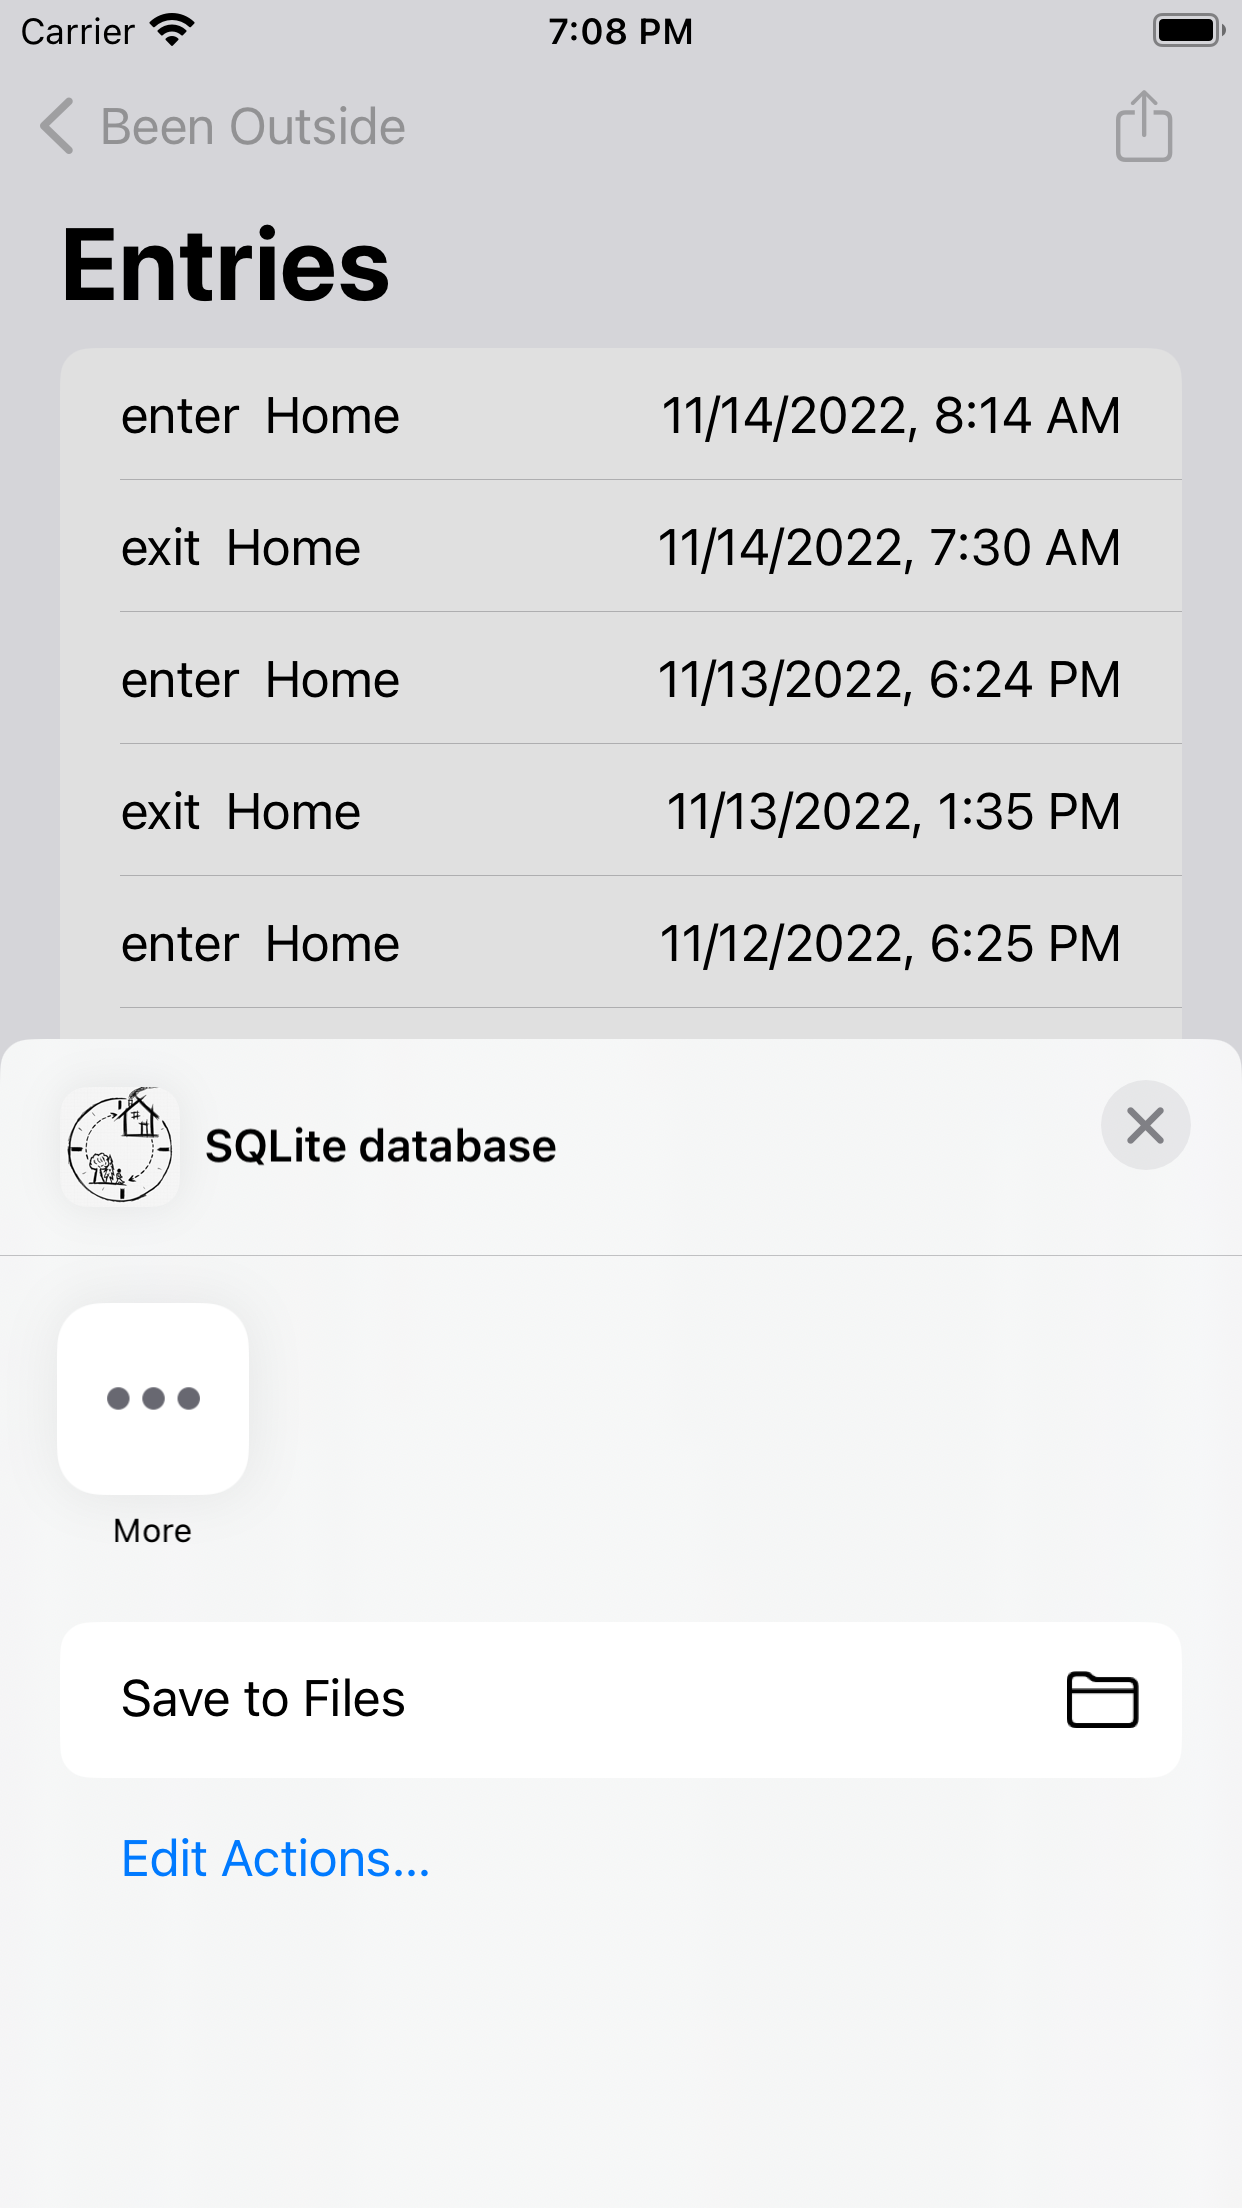 Carrier 7:08 PM
Been Outside
Entries
enter Home 11/14/2022, 8:14 AM
exit Home 11/14/2022, 7:30 AM
enter Home 11/13/2022, 6:24 PM
exit Home 11/13/2022, 1:35 PM
enter Home 11/12/2022, 6:25 PM
SQLite database
More
Save to Files
Edit Actions...